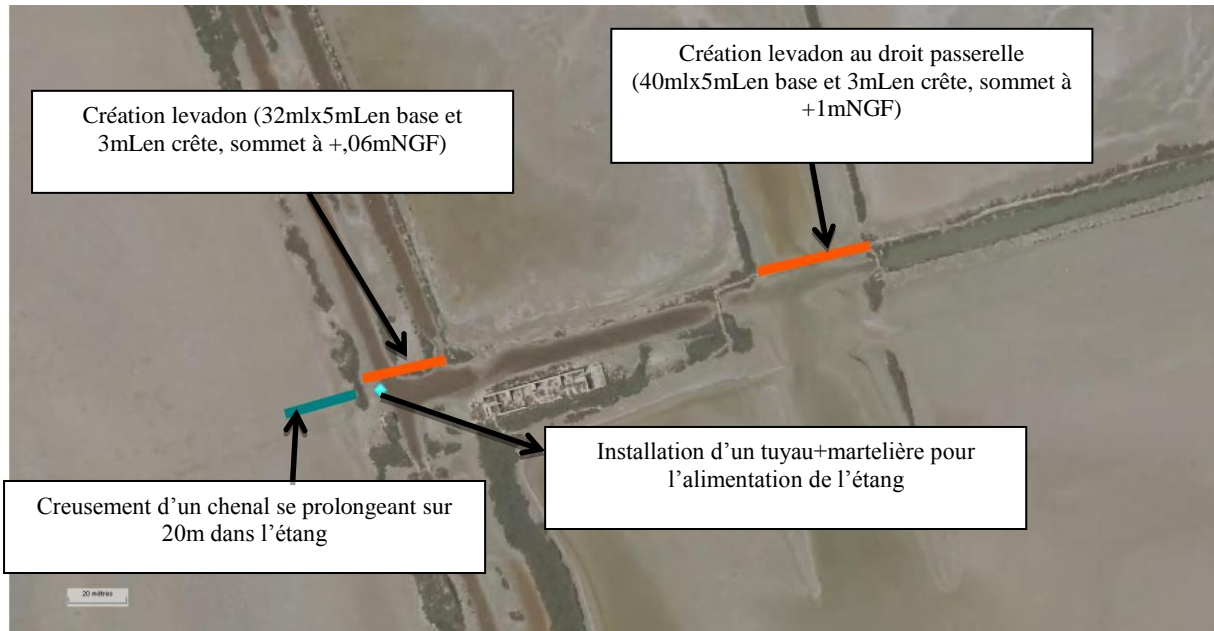 Création levadon au droit passerelle
(40mlx5mLen base et 3mLen crête, sommet à
+1mNGF)
Création levadon (32mlx5mLen base et
3mLen crête, sommet à +,06mNGF)
Installation d’un tuyau+martelière pour
l’alimentation de l’étang
Creusement d’un chenal se prolongeant sur
20m dans l’étang
20 mètres